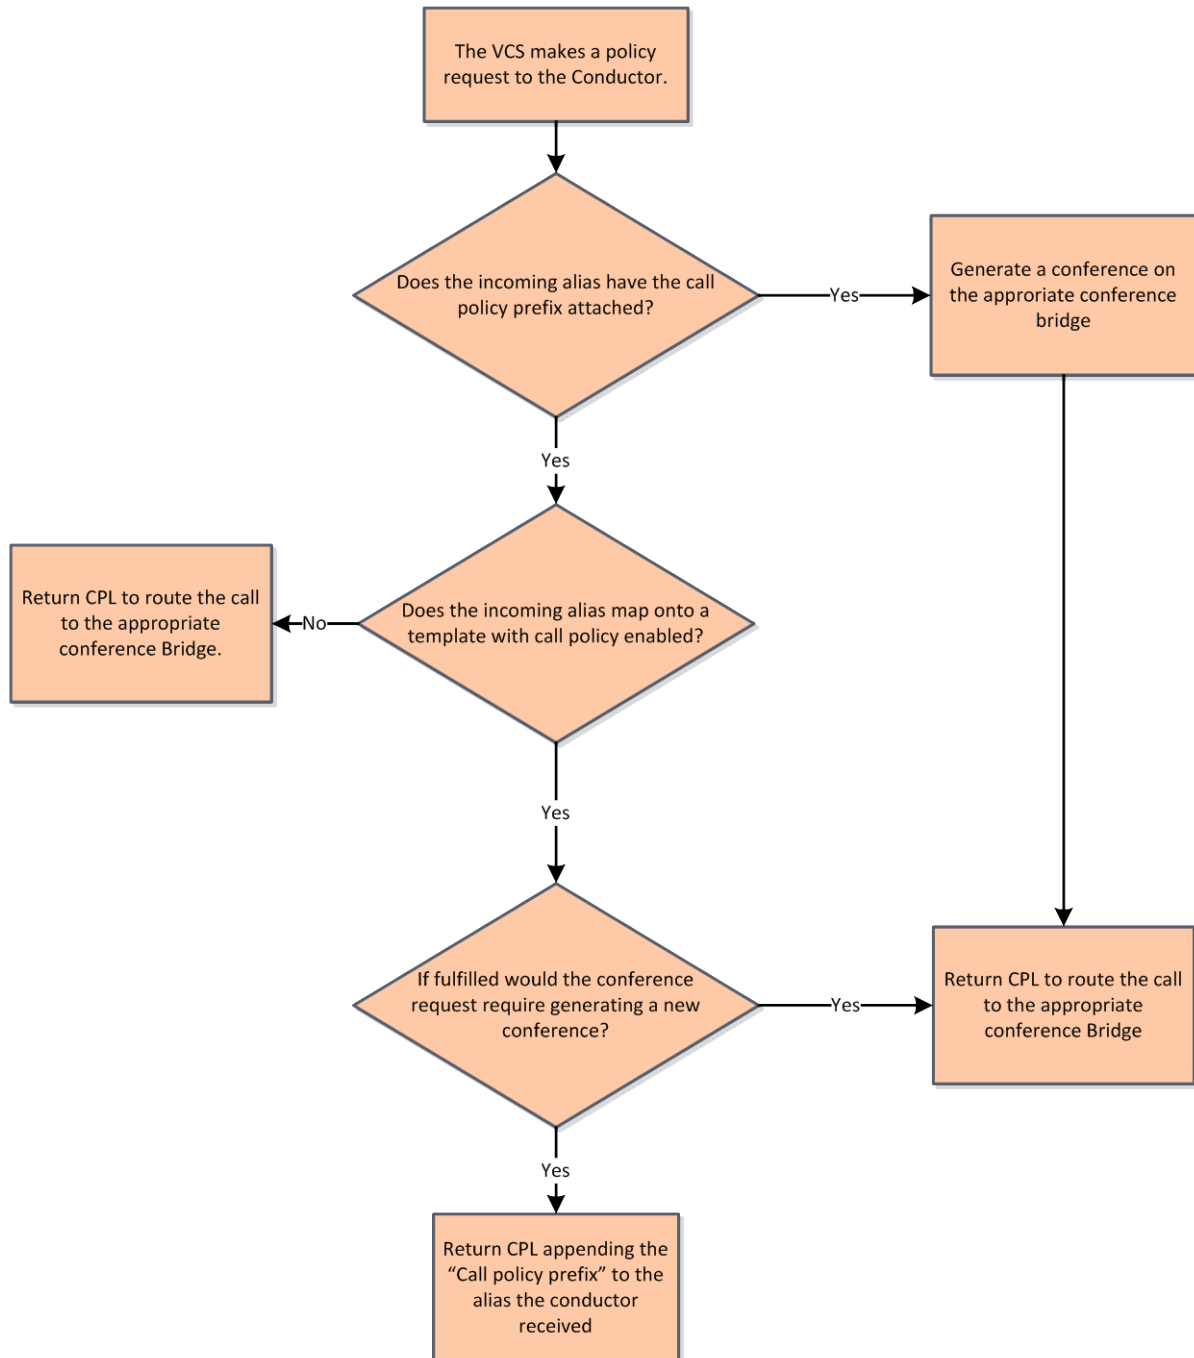 The VCS makes a policy
request to the Conductor.
Does the incoming alias have the call
policy prefix attached?
Yes
Generate a conference on
the approriate conference
bridge
Yes
Return CPL to route the call
to the appropriate
conference Bridge.
No
Does the incoming alias map onto a
template with call policy enabled?
Yes
If fulfilled would the conference
request require generating a new
conference?
Yes
Return CPL to route the call
to the appropriate
conference Bridge
Yes
Return CPL appending the
“Call policy prefix” to the
alias the conductor
received